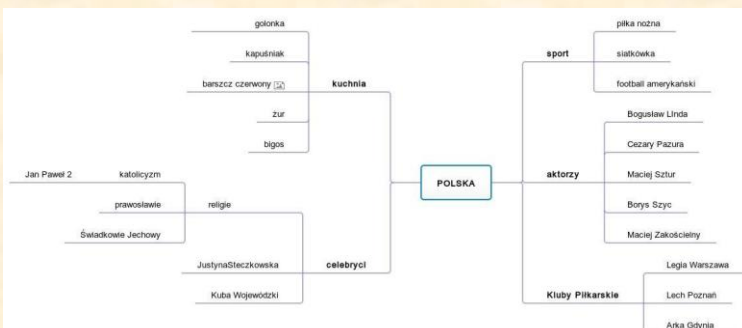 golonka
kapuśniak
barszcz czerwony
żur
bigos
kuchnia
Jan Paweł 2
katolicyzm
prawosławie
Świadkowie Jechowy
religie
JustynaSteczkowska
Kuba Wojewódzki
celebryci
POLSKA
sport
piłka nożna
siatkówka
football amerykański
aktorzy
Bogusław Linda
Cezary Pazura
Maciej Sztur
Borys Szyc
Maciej Zakościelny
Kluby Piłkarskie
Legia Warszawa
Lech Poznań
Arka Gdynia